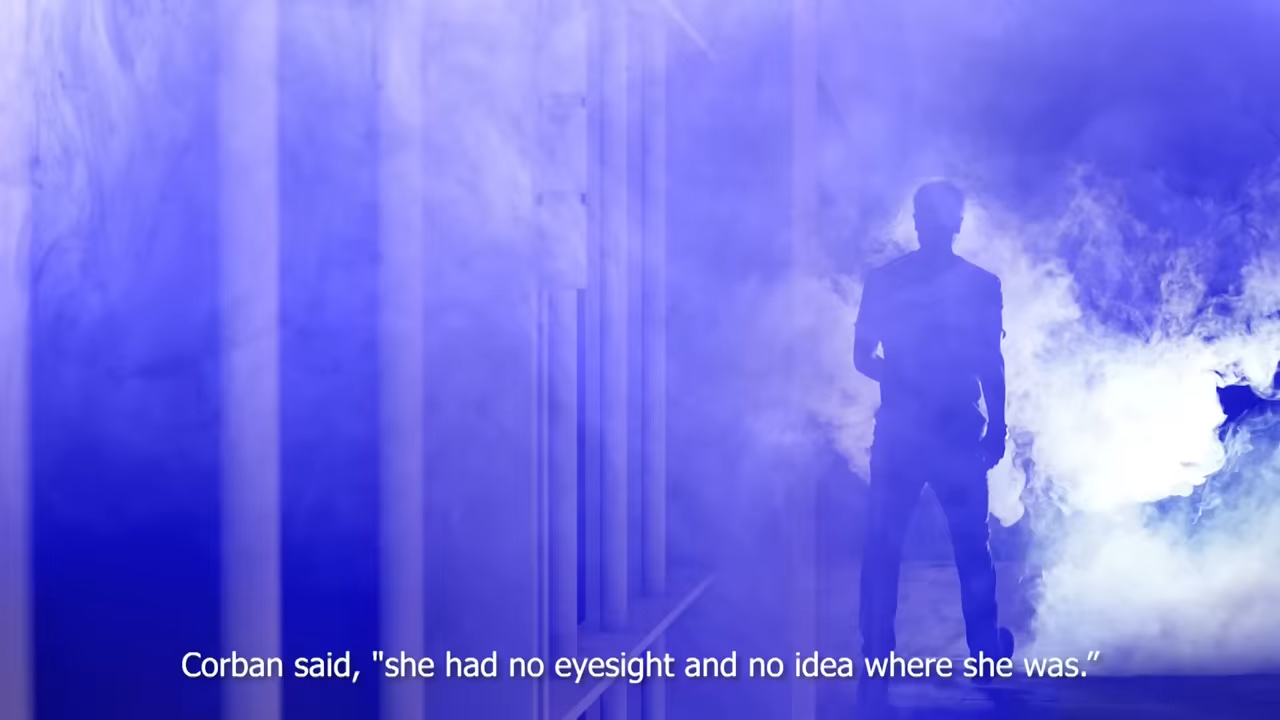 Corban said, "she had no eyesight and no idea where she was.”